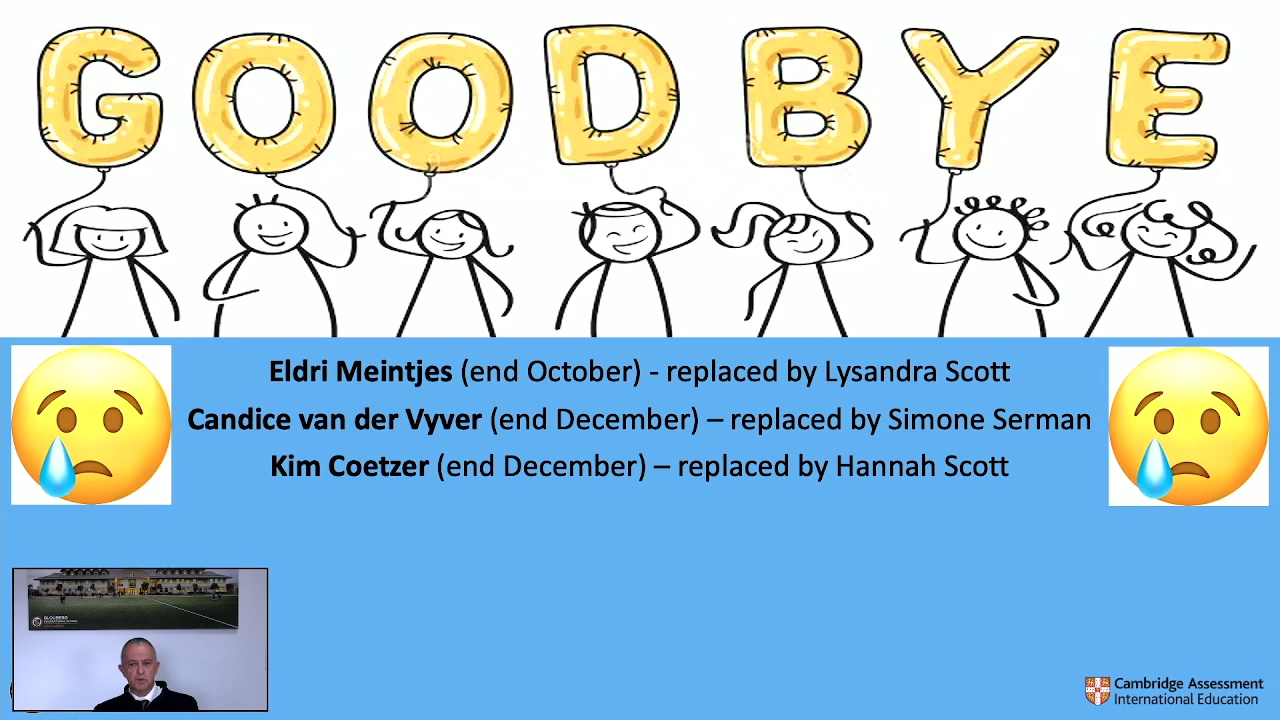 GOODBYE
Eldri Meintjes (end October) - replaced by Lysandra Scott
Candice van der Vyver (end December) – replaced by Simone Serman
Kim Coetzer (end December) – replaced by Hannah Scott
BLOUBERG
Cambridge Assessment
International Education